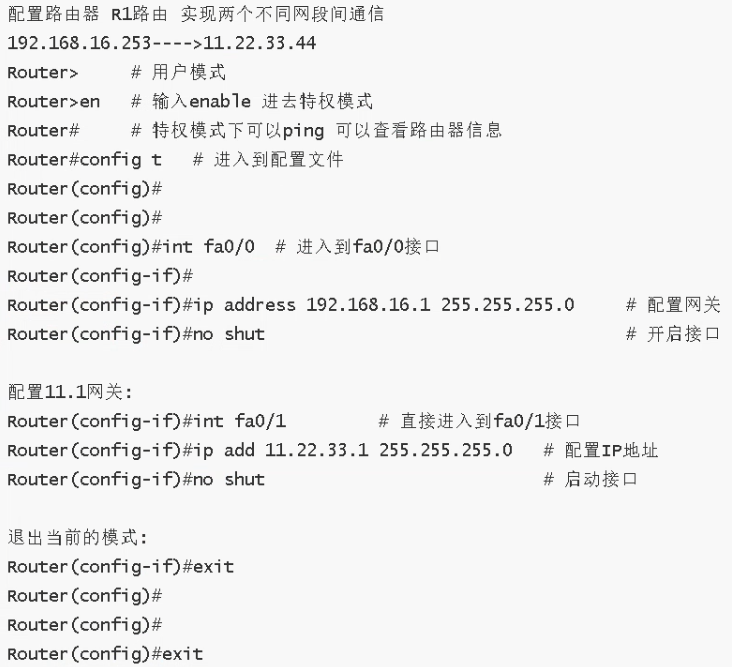 配置路由器 R1路由 实现两个不同网段间通信
192.168.16.253---->11.22.33.44
Router>     # 用户模式
Router>en   # 输入enable 进去特权模式
Router#     # 特权模式下可以ping 可以查看路由器信息
Router#config t   # 进入到配置文件
Router(config)#
Router(config)#
Router(config)#int fa0/0  # 进入到fa0/0接口
Router(config-if)#
Router(config-if)#ip address 192.168.16.1 255.255.255.0     # 配置网关
Router(config-if)#no shut                                   # 开启接口
配置11.1网关:
Router(config-if)#int fa0/1         # 直接进入到fa0/1接口
Router(config-if)#ip add 11.22.33.1 255.255.255.0   # 配置IP地址
Router(config-if)#no shut                           # 启动接口
退出当前的模式:
Router(config-if)#exit
Router(config)#
Router(config)#
Router(config)#exit